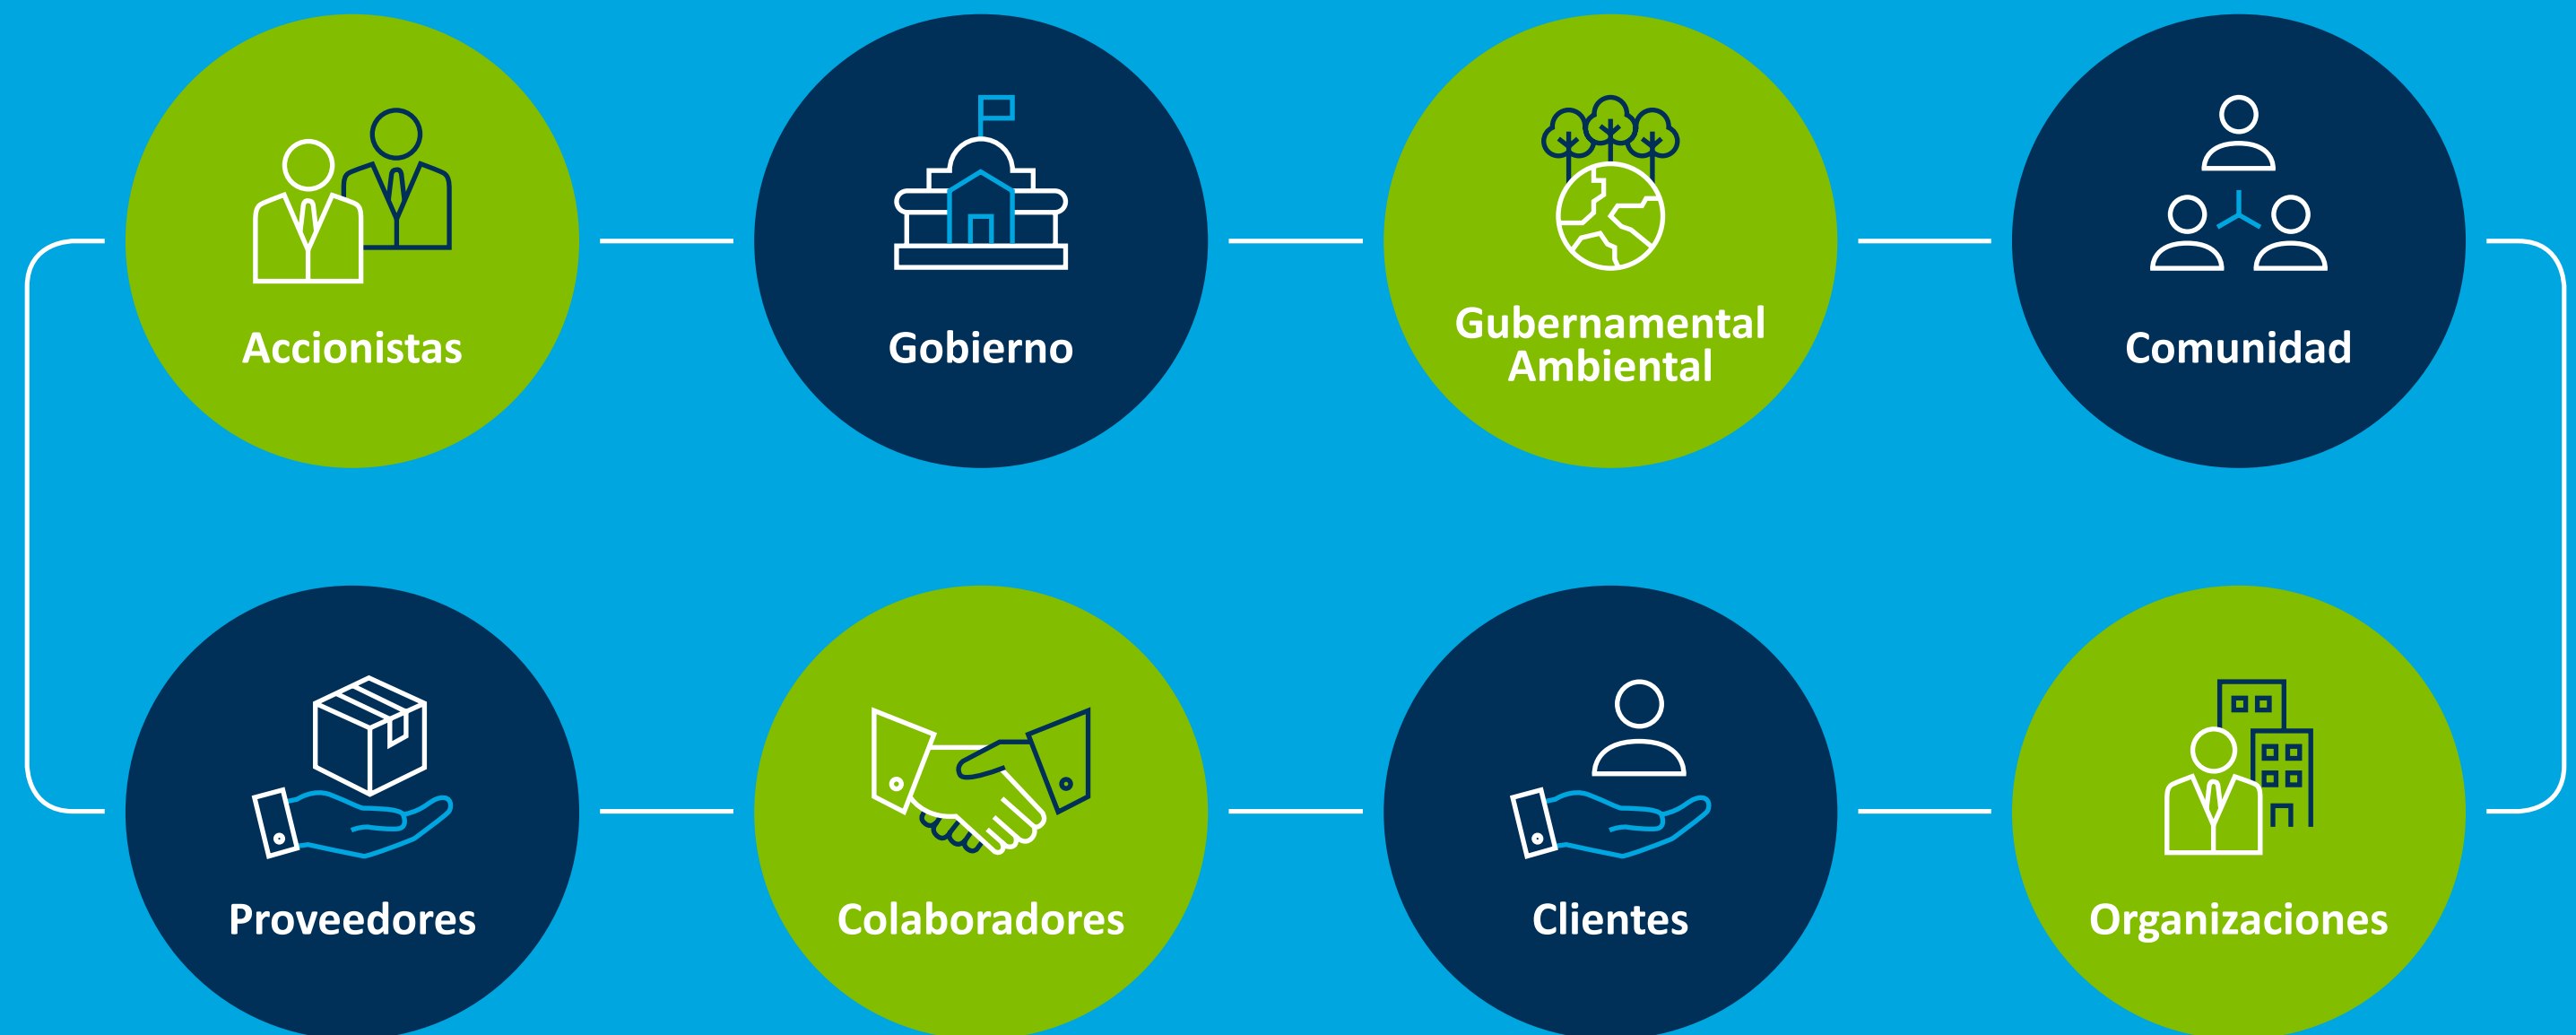 Accionistas
Gobierno
Gubernamental
Ambiental
Comunidad
Proveedores
Colaboradores
Clientes
Organizaciones